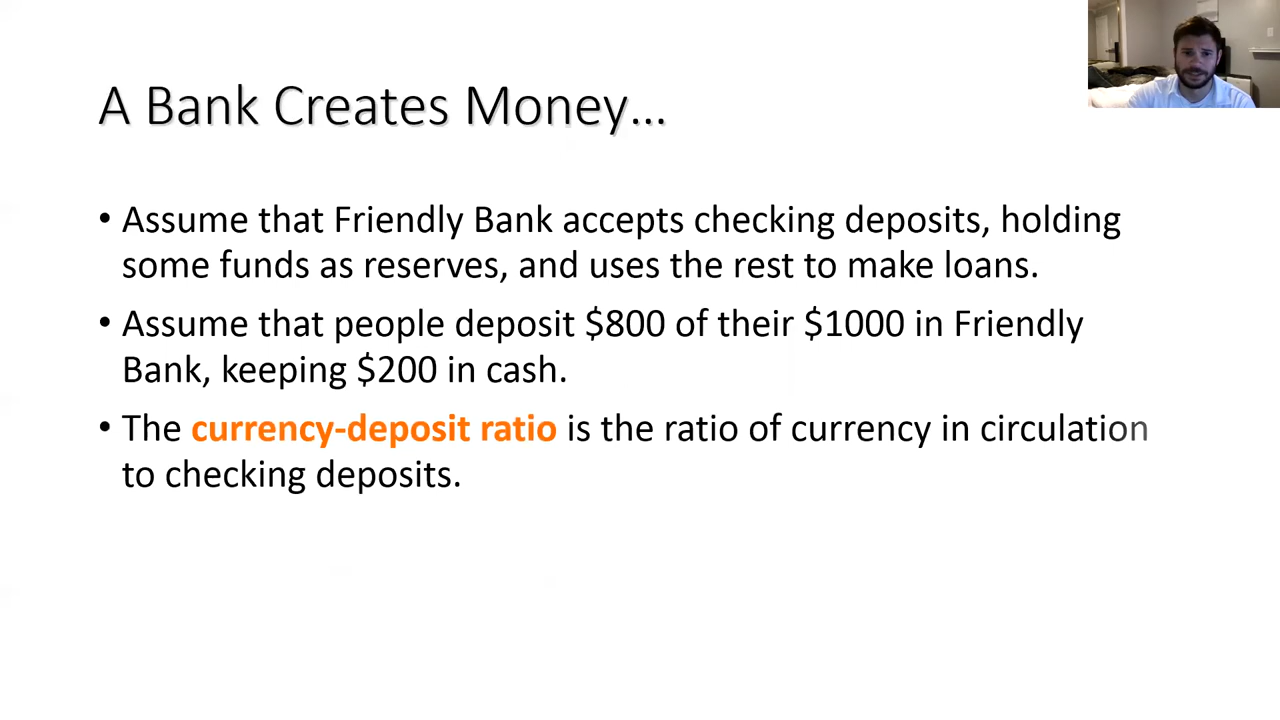 A Bank Creates Money…
• Assume that Friendly Bank accepts checking deposits, holding
some funds as reserves, and uses the rest to make loans.
• Assume that people deposit $800 of their $1000 in Friendly
Bank, keeping $200 in cash.
• The currency-deposit ratio is the ratio of currency in circulation
to checking deposits.